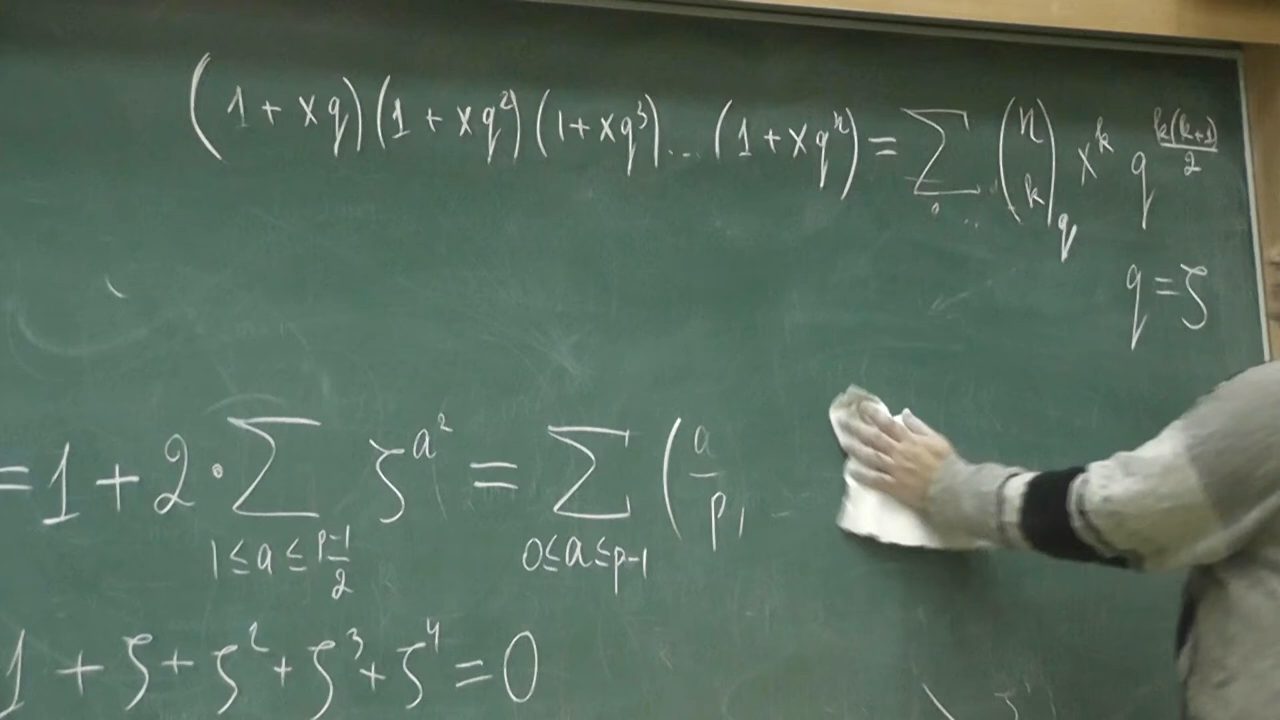 (1 + xq)(1 + xq²)(1 + xq³)...(1 + xqⁿ) = ∑ (n k)_q x^k q^{k(k+1)/2}
q = ζ
= 1 + 2 · ∑_{1≤a≤(p-1)/2} ζ^{a²} = ∑_{0≤a≤p-1} (a/p
1 + ζ + ζ² + ζ³ + ζ⁴ = 0